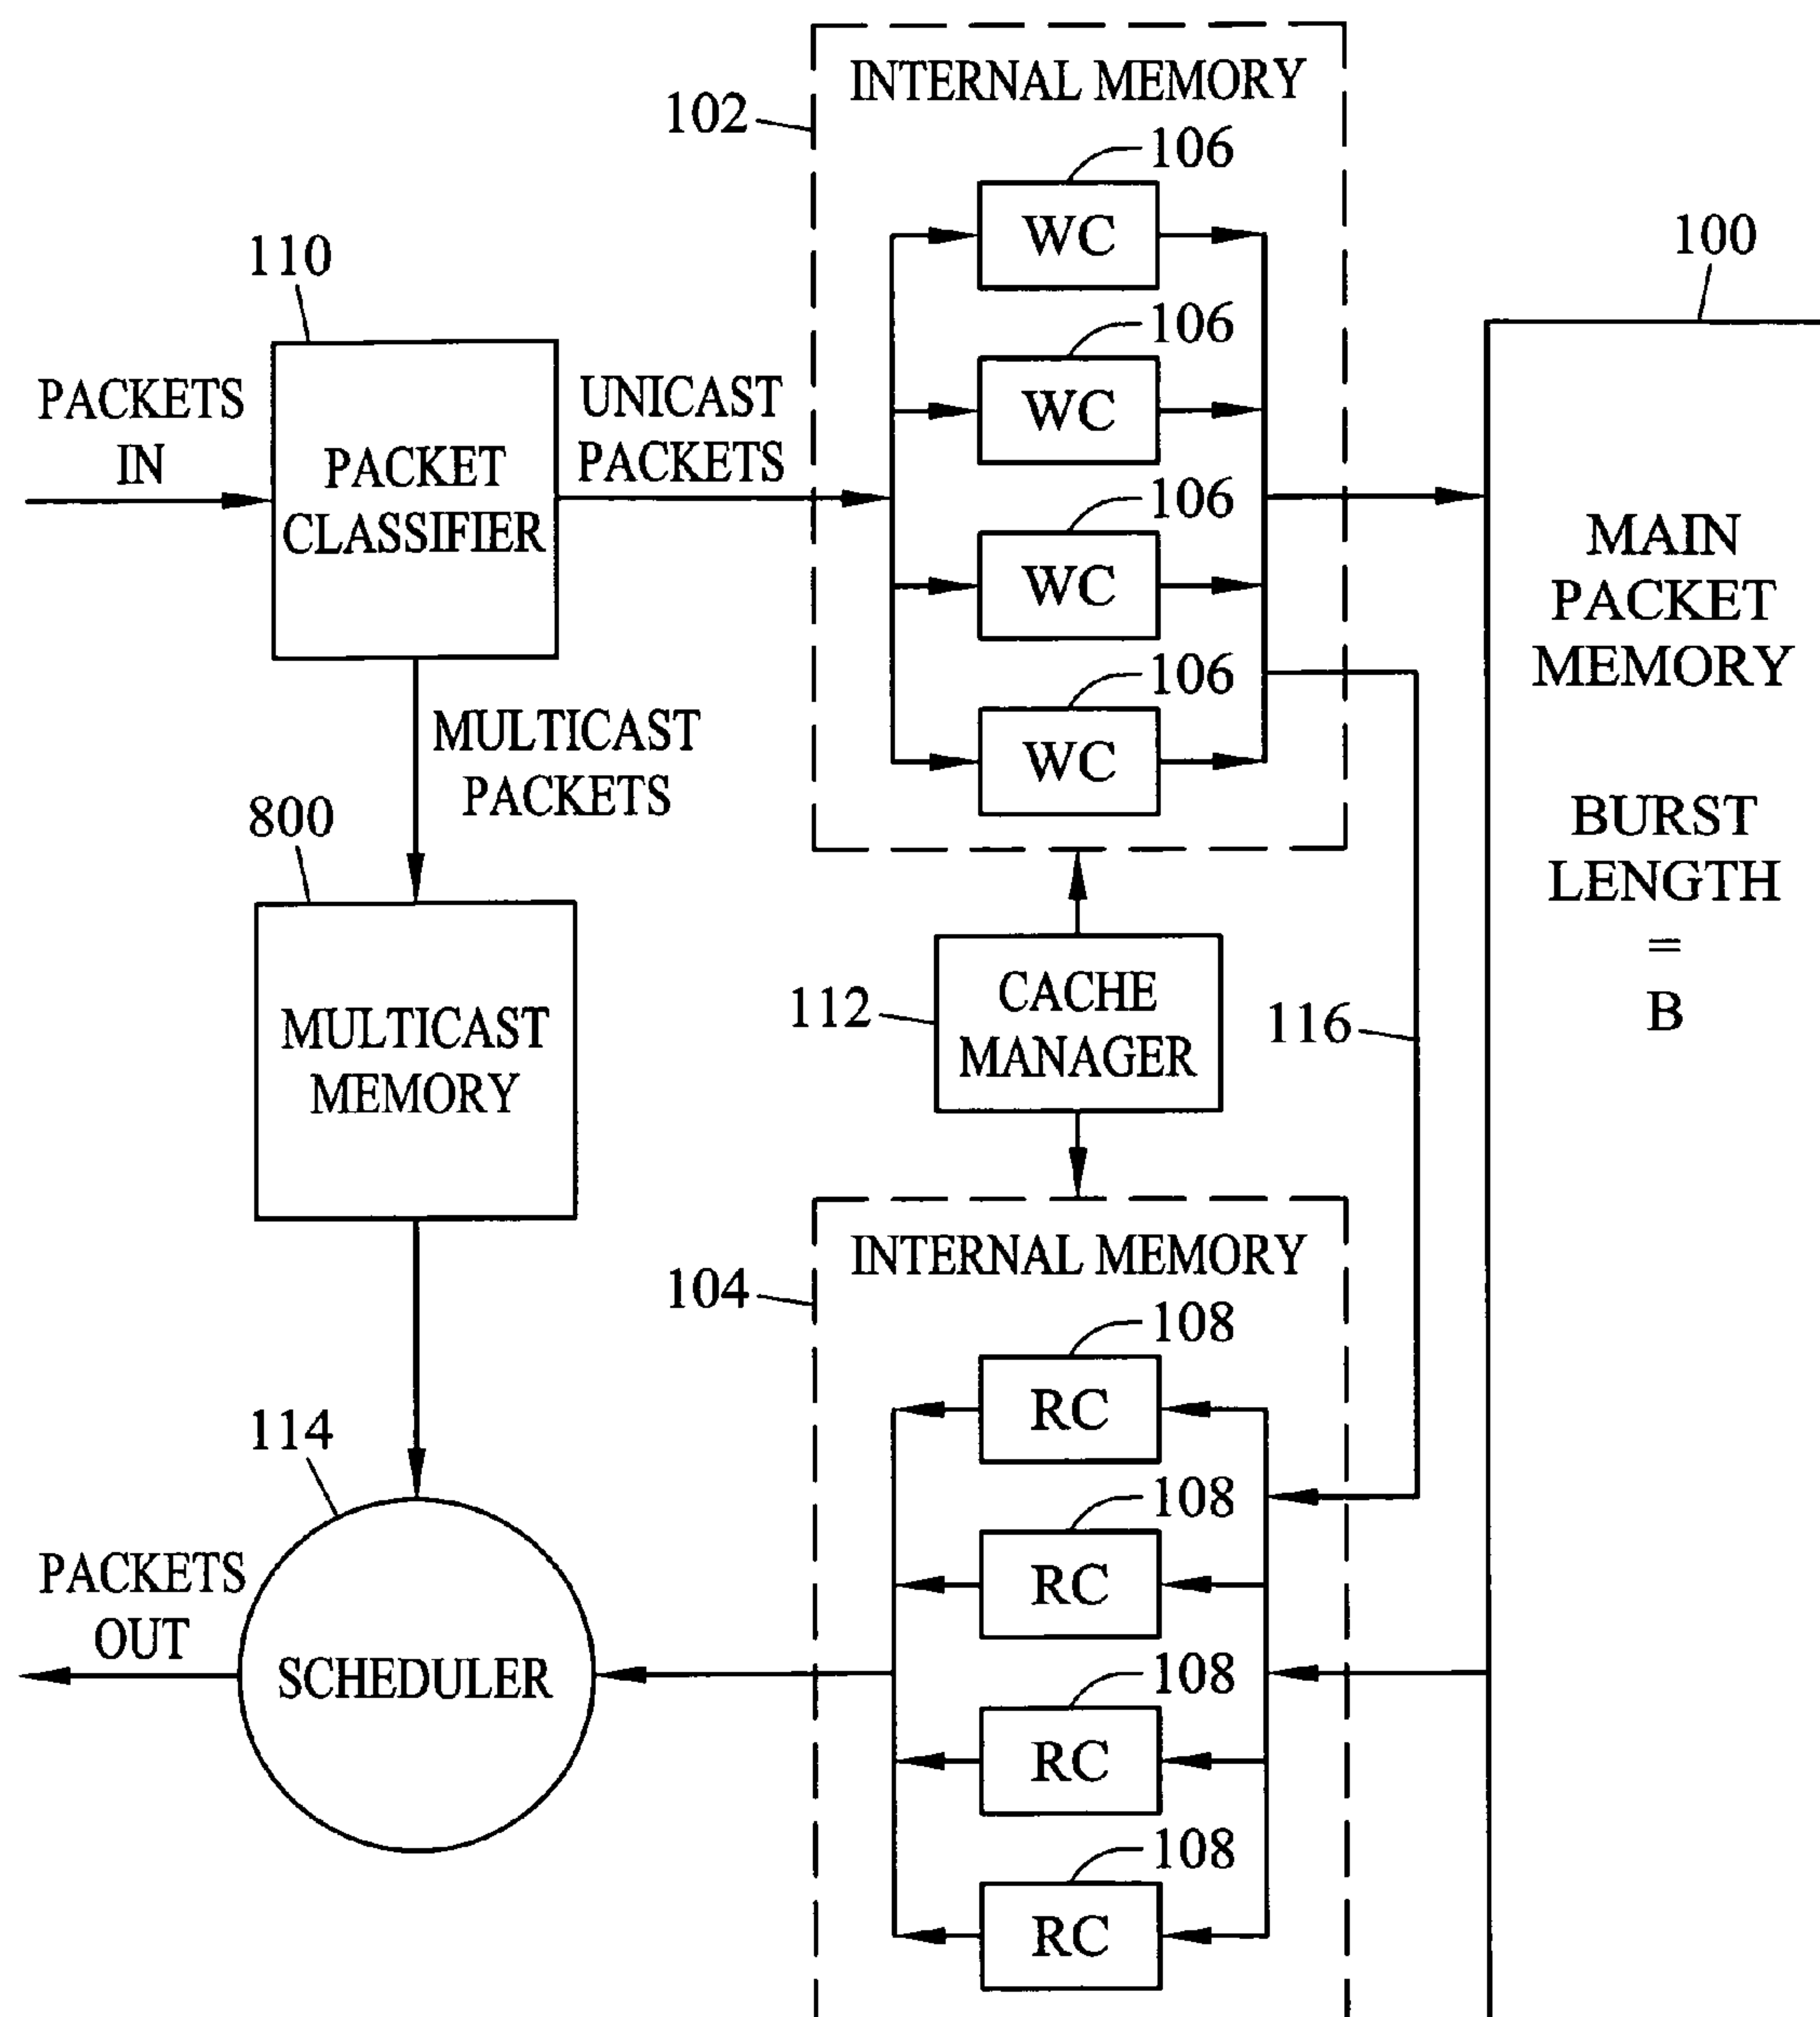 INTERNAL MEMORY
102
106
WC
106
WC
106
WC
106
WC
110
PACKETS
IN
PACKET
CLASSIFIER
UNICAST
PACKETS
100
MAIN
PACKET
MEMORY
BURST
LENGTH
=
B
MULTICAST
PACKETS
800
MULTICAST
MEMORY
112
CACHE
MANAGER
116
INTERNAL MEMORY
104
108
RC
108
RC
108
RC
108
RC
114
SCHEDULER
PACKETS
OUT